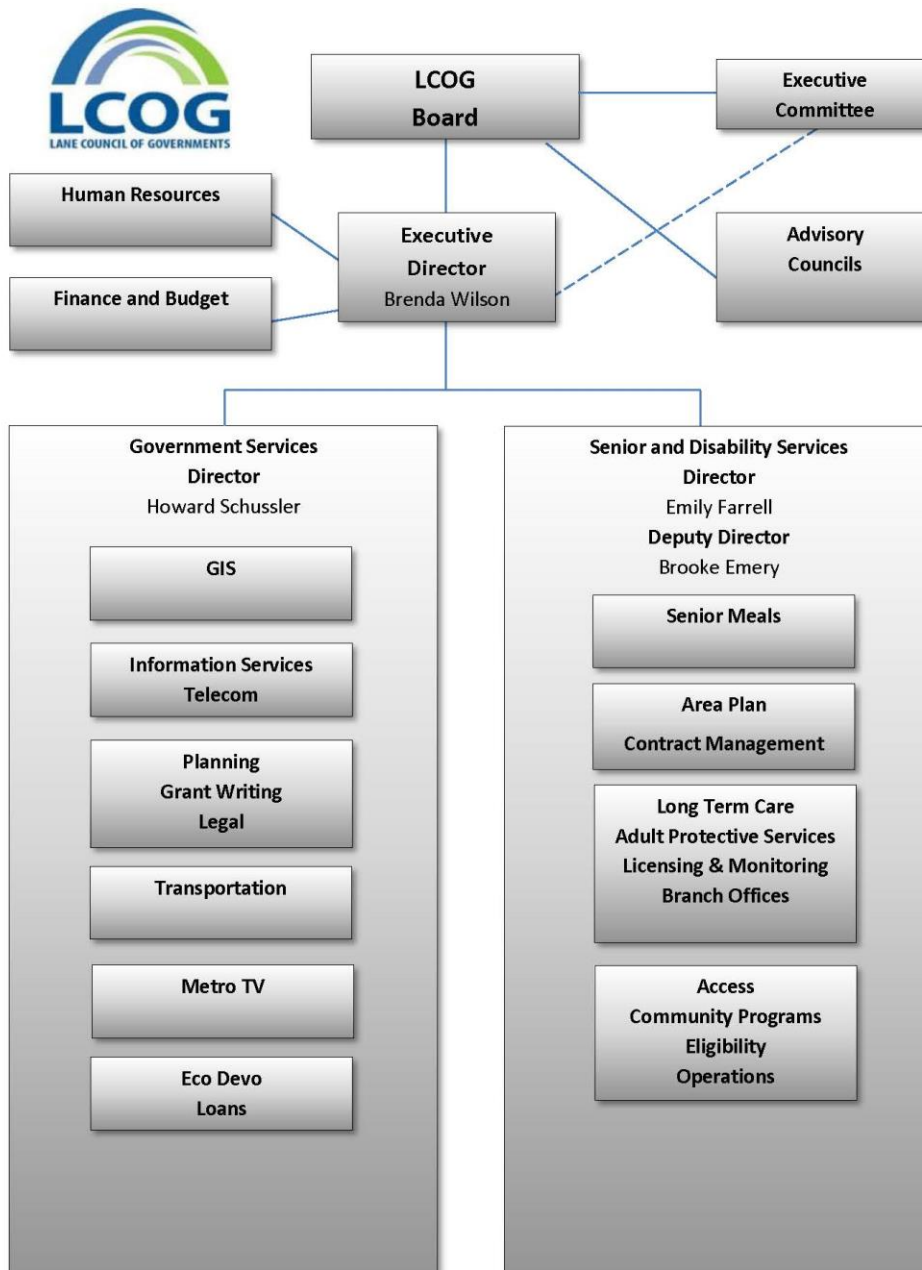 LCOG
LANE COUNCIL OF GOVERNMENTS
LCOG
Board
Executive
Committee
Human Resources
Executive
Director
Brenda Wilson
Advisory
Councils
Finance and Budget
Government Services
Director
Howard Schussler
GIS
Information Services
Telecom
Planning
Grant Writing
Legal
Transportation
Metro TV
Eco Devo
Loans
Senior and Disability Services
Director
Emily Farrell
Deputy Director
Brooke Emery
Senior Meals
Area Plan
Contract Management
Long Term Care
Adult Protective Services
Licensing & Monitoring
Branch Offices
Access
Community Programs
Eligibility
Operations